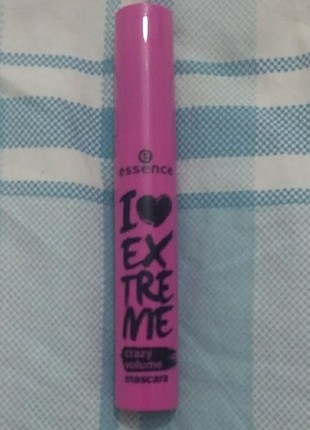 essence
I ♥
EX
TRE
ME
crazy
volume
mascara